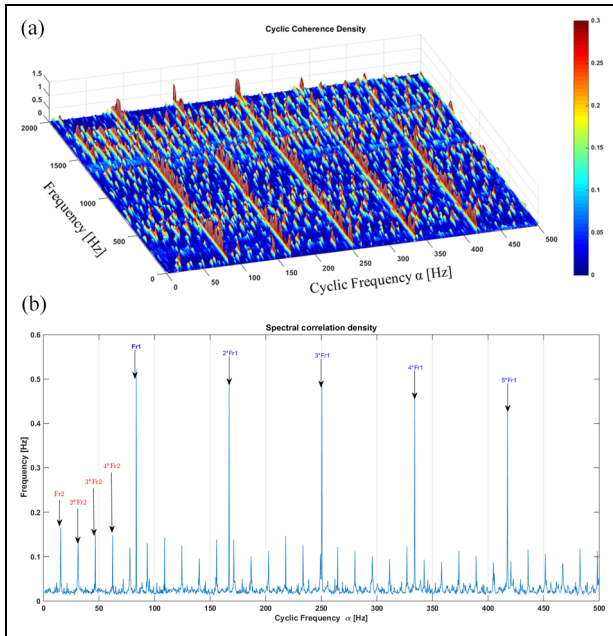 (a)
Cyclic Coherence Density
1.5
1
0.5
0
2000
1500
1000
500
0
Frequency [Hz]
0
50
100
150
200
250
300
350
400
450
500
Cyclic Frequency α [Hz]
0.3
0.25
0.2
0.15
0.1
0.05
0
(b)
Spectral correlation density
0.6
0.5
0.4
0.3
0.2
0.1
0
Frequency [Hz]
Fr1
2*Fr1
3*Fr1
4*Fr1
5*Fr1
Fr2
2*Fr2
3*Fr2
4*Fr2
0 50 100 150 200 250 300 350 400 450 500
Cyclic Frequency α [Hz]